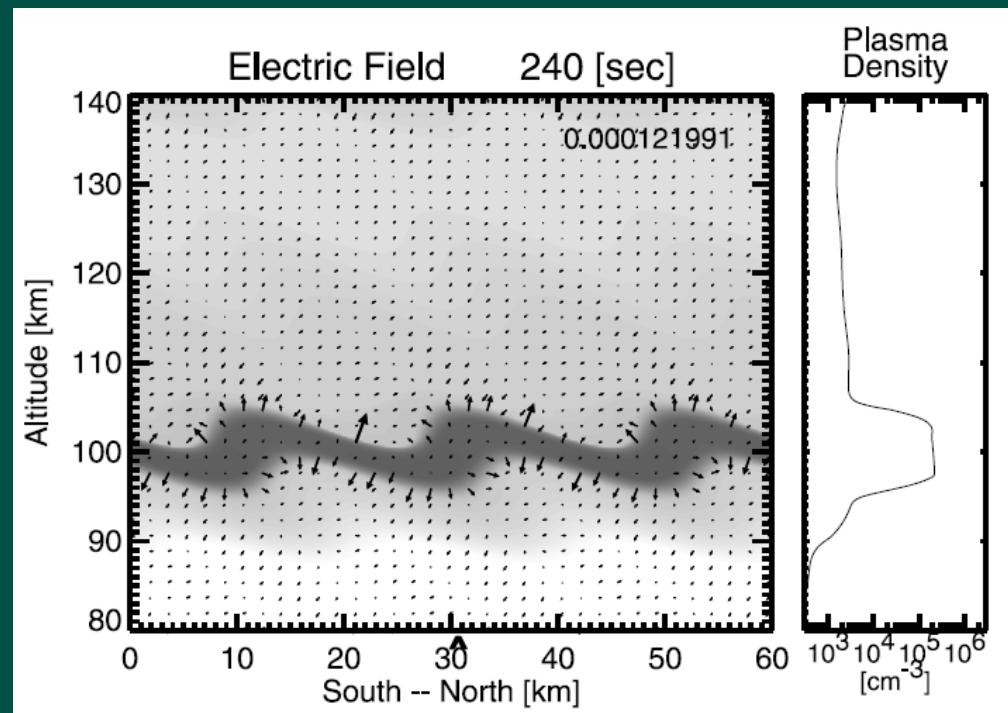 Electric Field 240 [sec]
Plasma
Density
0.000121991
140
130
120
110
100
90
80
Altitude [km]
0 10 20 30 40 50 60
South -- North [km]
10³ 10⁴ 10⁵ 10⁶
[cm⁻³]